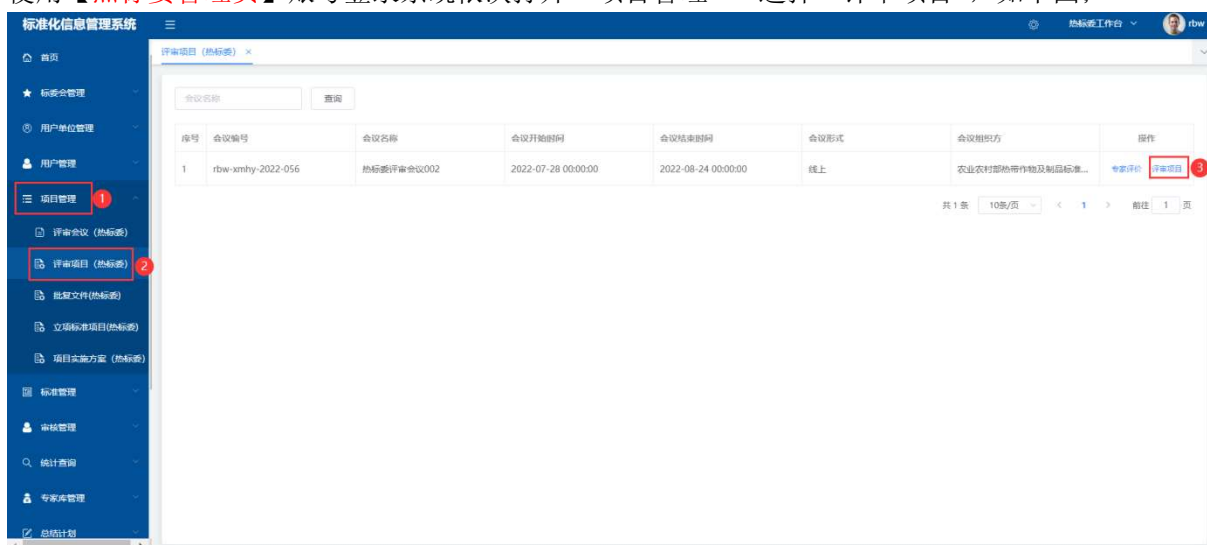 标准化信息管理系统
热标委工作台
rbw
首页
标委会管理
用户单位管理
用户管理
项目管理
1
评审会议（热标委）
评审项目（热标委）
2
批复文件(热标委)
立项标准项目(热标委)
项目实施方案（热标委）
标准管理
审核管理
统计查询
专家库管理
总结计划
评审项目（热标委） ×
会议名称 查询
序号 会议编号 会议名称 会议开始时间 会议结束时间 会议形式 会议组织方 操作
1 rbw-xmhy-2022-056 热标委评审会议002 2022-07-28 00:00:00 2022-08-24 00:00:00 线上 农业农村部热带作物及制品标准... 专家评价 评审项目 3
共 1 条 10条/页 < 1 > 前往 1 页